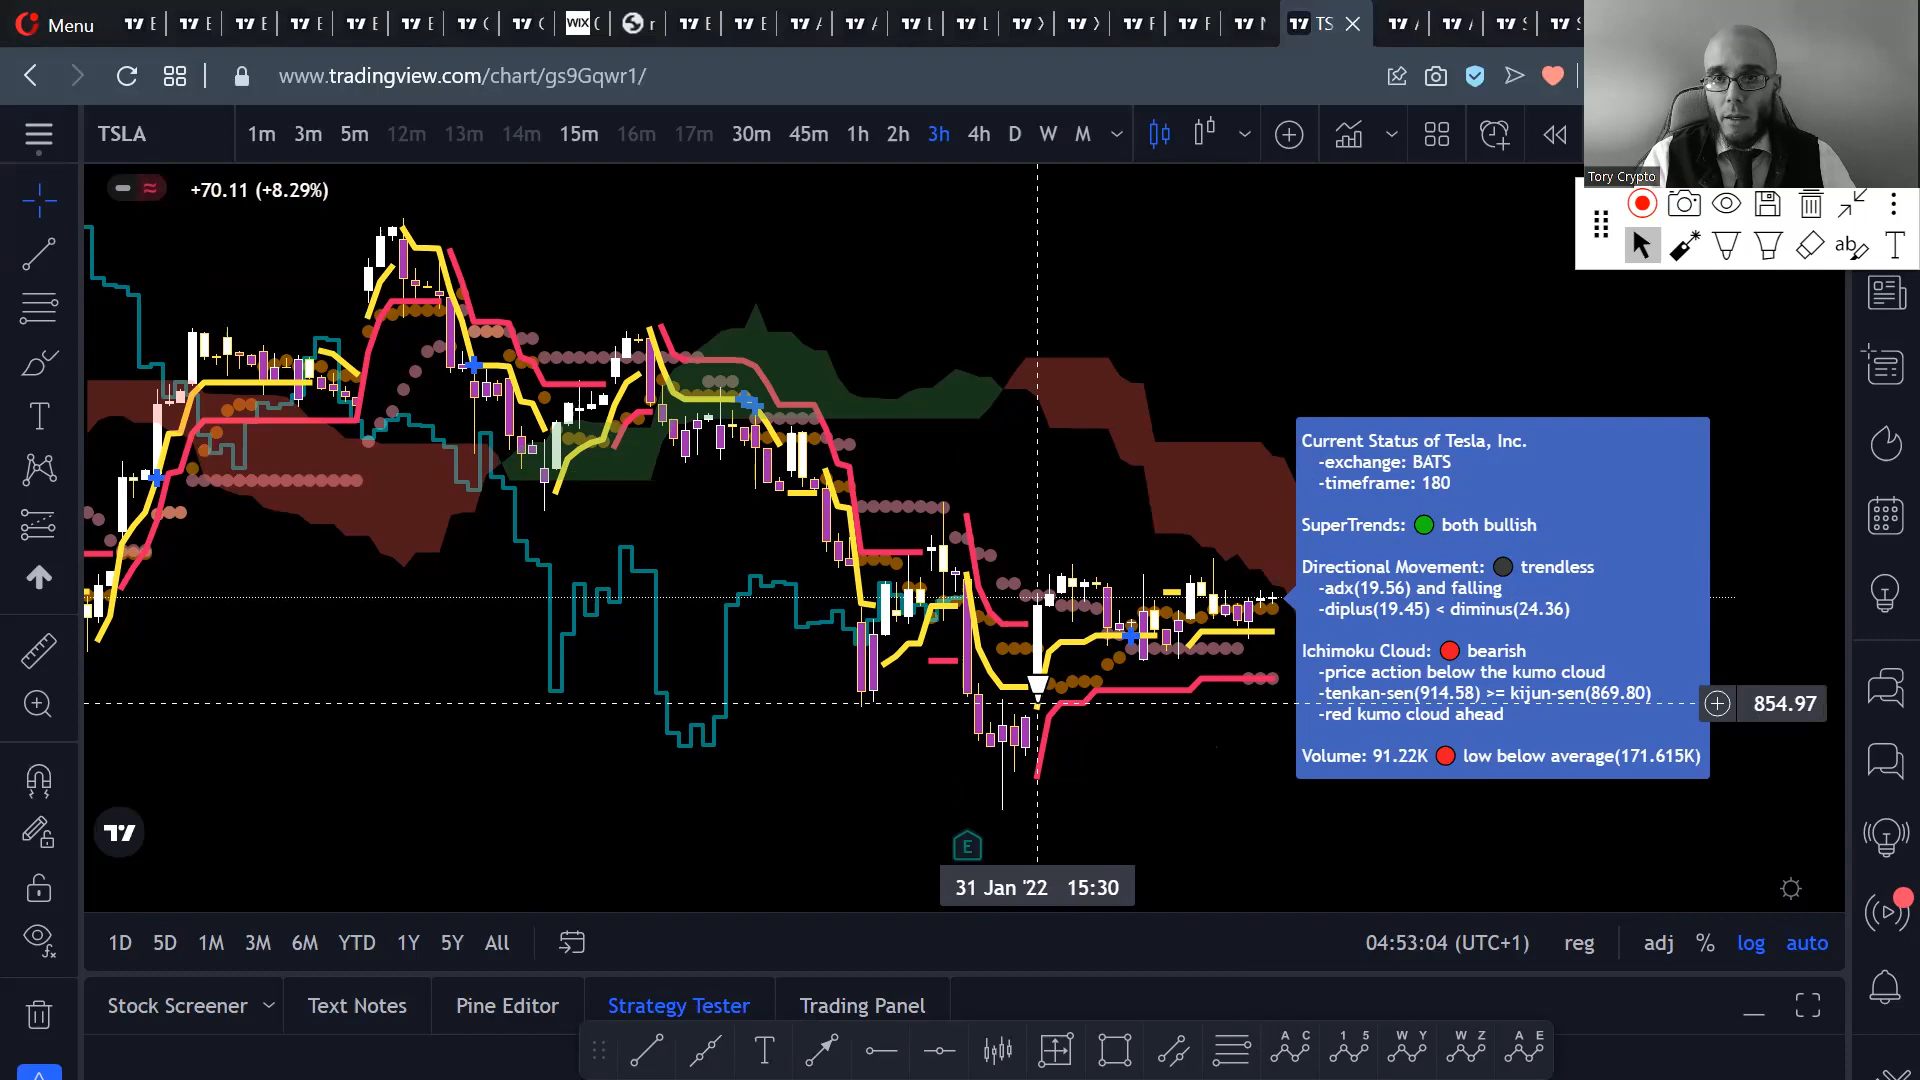 Menu
TS
www.tradingview.com/chart/gs9Gqwr1/
Tory Crypto
TSLA 1m 3m 5m 12m 13m 14m 15m 16m 17m 30m 45m 1h 2h 3h 4h D W M
+70.11 (+8.29%)
Current Status of Tesla, Inc.
-exchange: BATS
-timeframe: 180
SuperTrends: both bullish
Directional Movement: trendless
-adx(19.56) and falling
-diplus(19.45) < diminus(24.36)
Ichimoku Cloud: bearish
-price action below the kumo cloud
-tenkan-sen(914.58) >= kijun-sen(869.80)
-red kumo cloud ahead
Volume: 91.22K low below average(171.615K)
854.97
E
31 Jan '22 15:30
1D 5D 1M 3M 6M YTD 1Y 5Y All
04:53:04 (UTC+1) reg adj % log auto
Stock Screener Text Notes Pine Editor Strategy Tester Trading Panel
A C 1 5 W Y W Z A E